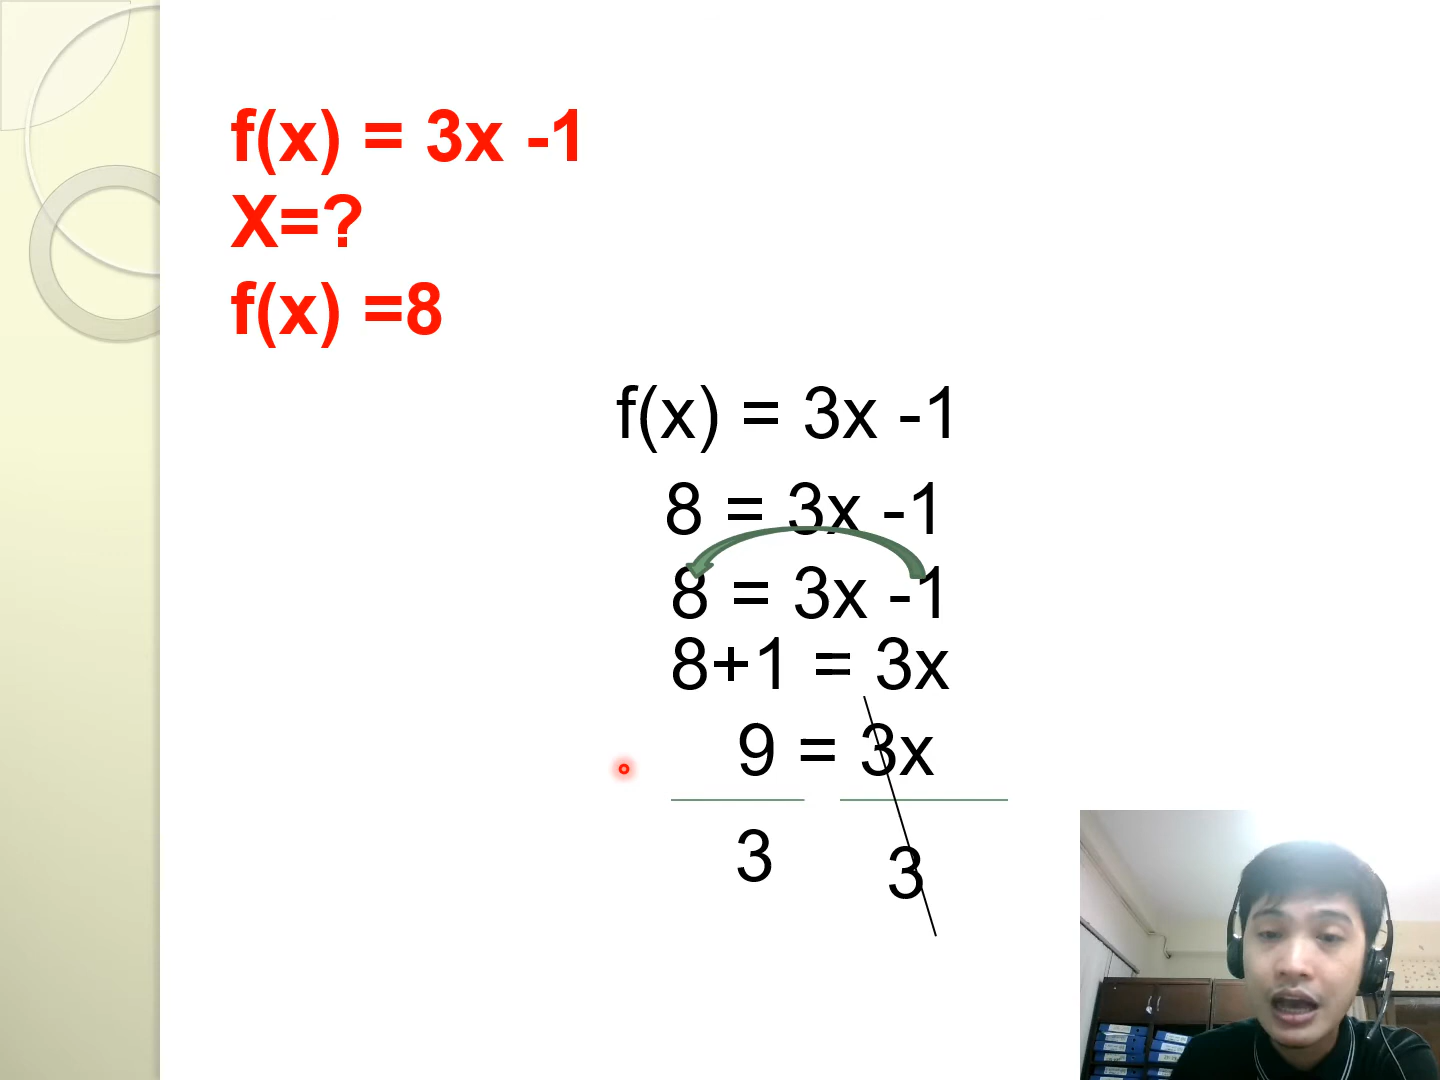 f(x) = 3x -1
X=?
f(x) =8
f(x) = 3x -1
8 = 3x -1
8 = 3x -1
8+1 = 3x
9 = 3x
3 3